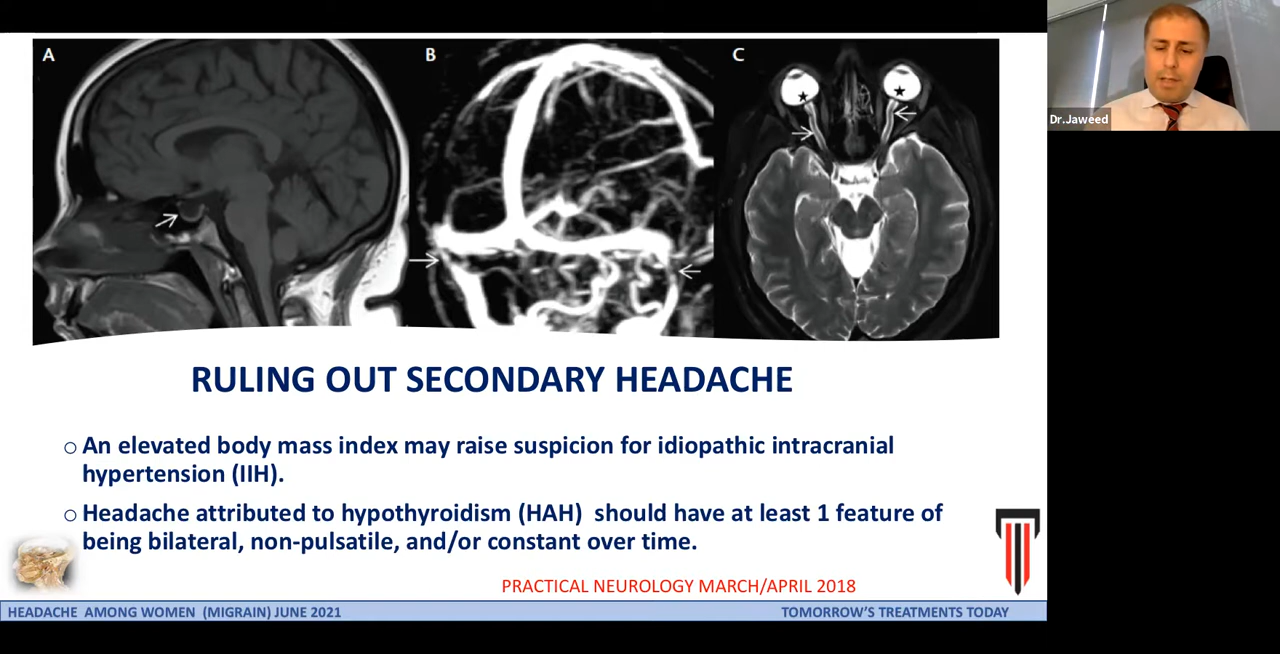 A
B
C
Dr.Jaweed
RULING OUT SECONDARY HEADACHE
○ An elevated body mass index may raise suspicion for idiopathic intracranial
hypertension (IIH).
○ Headache attributed to hypothyroidism (HAH) should have at least 1 feature of
being bilateral, non-pulsatile, and/or constant over time.
PRACTICAL NEUROLOGY MARCH/APRIL 2018
HEADACHE AMONG WOMEN (MIGRAIN) JUNE 2021
TOMORROW'S TREATMENTS TODAY